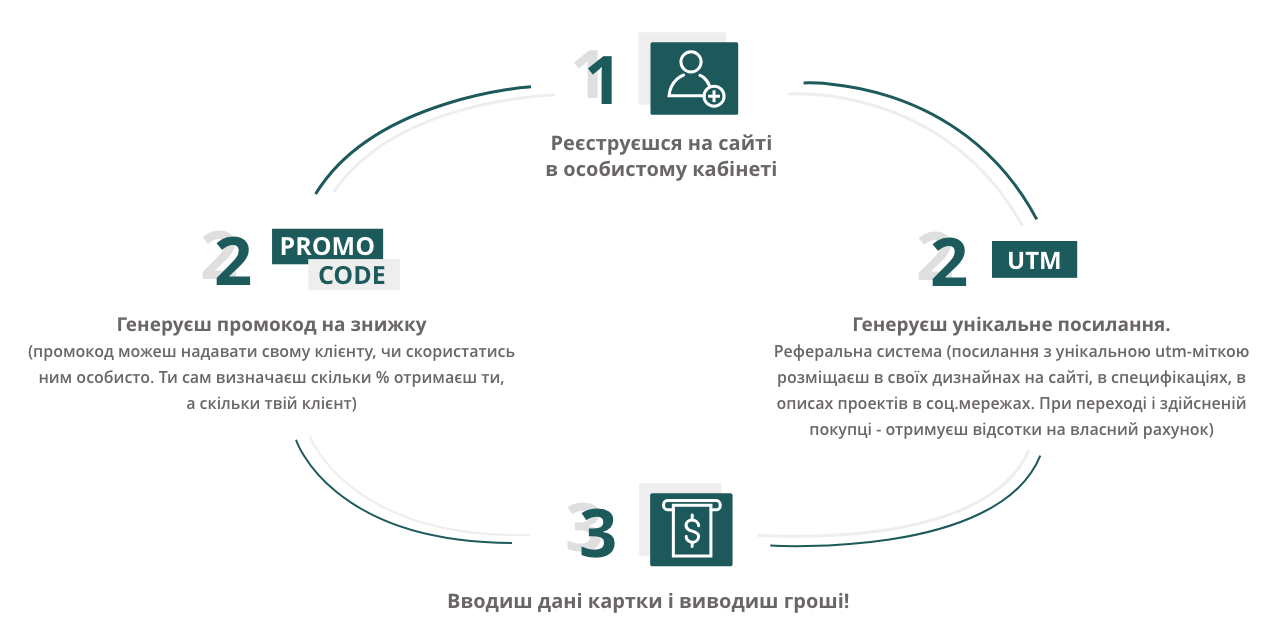 1
Реєструєшся на сайті
в особистому кабінеті
2
PROMO
CODE
Генеруєш промокод на знижку
(промокод можеш надавати свому клієнту, чи скористатись
ним особисто. Ти сам визначаєш скільки % отримаєш ти,
а скільки твій клієнт)
2
UTM
Генеруєш унікальне посилання.
Реферальна система (посилання з унікальною utm-міткою
розміщаєш в своїх дизнайнах на сайті, в специфікаціях, в
описах проектів в соц.мережах. При переході і здійсненій
покупці - отримуєш відсотки на власний рахунок)
3
$
Вводиш дані картки і виводиш гроші!